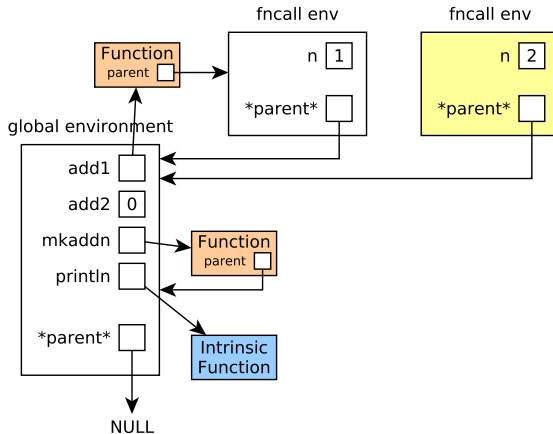 fncall env
n 1
*parent*
fncall env
n 2
*parent*
Function
parent
global environment
add1
add2 0
mkaddn
println
*parent*
Function
parent
Intrinsic
Function
NULL